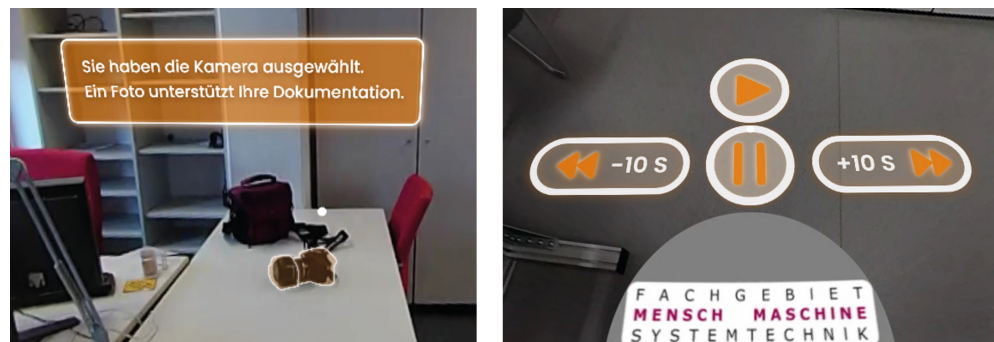 Sie haben die Kamera ausgewählt.
Ein Foto unterstützt Ihre Dokumentation.
-10 S
+10 S
FACHGEBIET
MENSCH MASCHINE
SYSTEMTECHNIK